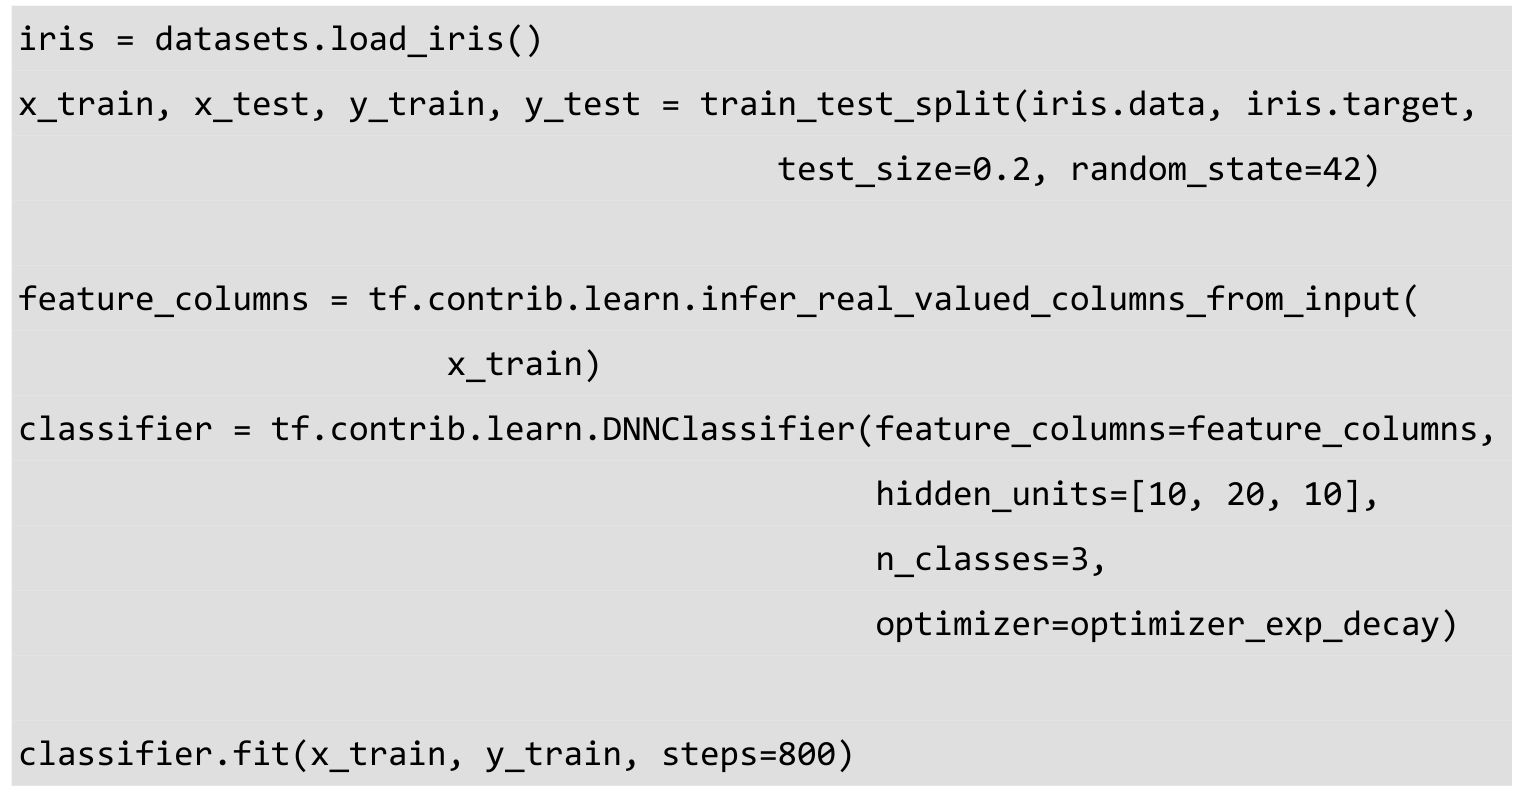 iris = datasets.load_iris()
x_train, x_test, y_train, y_test = train_test_split(iris.data, iris.target,
test_size=0.2, random_state=42)
feature_columns = tf.contrib.learn.infer_real_valued_columns_from_input(
x_train)
classifier = tf.contrib.learn.DNNClassifier(feature_columns=feature_columns,
hidden_units=[10, 20, 10],
n_classes=3,
optimizer=optimizer_exp_decay)
classifier.fit(x_train, y_train, steps=800)